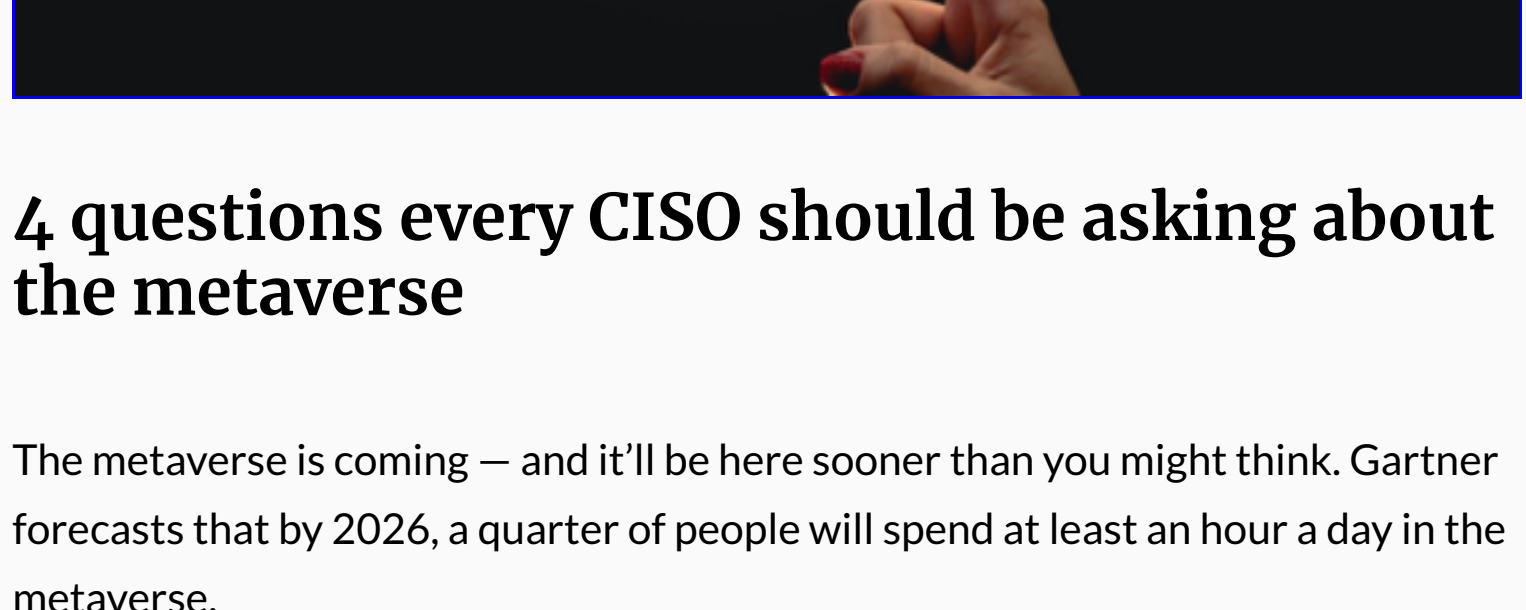 4 questions every CISO should be asking about
the metaverse
The metaverse is coming — and it’ll be here sooner than you might think. Gartner
forecasts that by 2026, a quarter of people will spend at least an hour a day in the
metaverse.